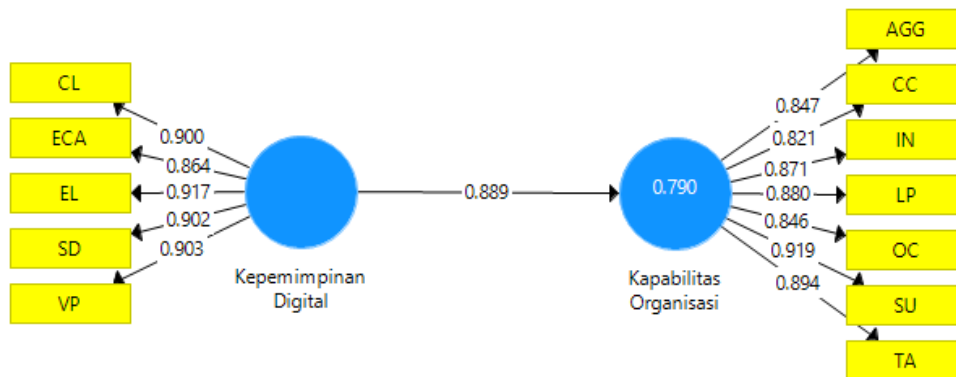 CL
ECA
EL
SD
VP
0.900
0.864
0.917
0.902
0.903
Kepemimpinan
Digital
0.889
0.790
Kapabilitas
Organisasi
0.847
0.821
0.871
0.880
0.846
0.919
0.894
AGG
CC
IN
LP
OC
SU
TA